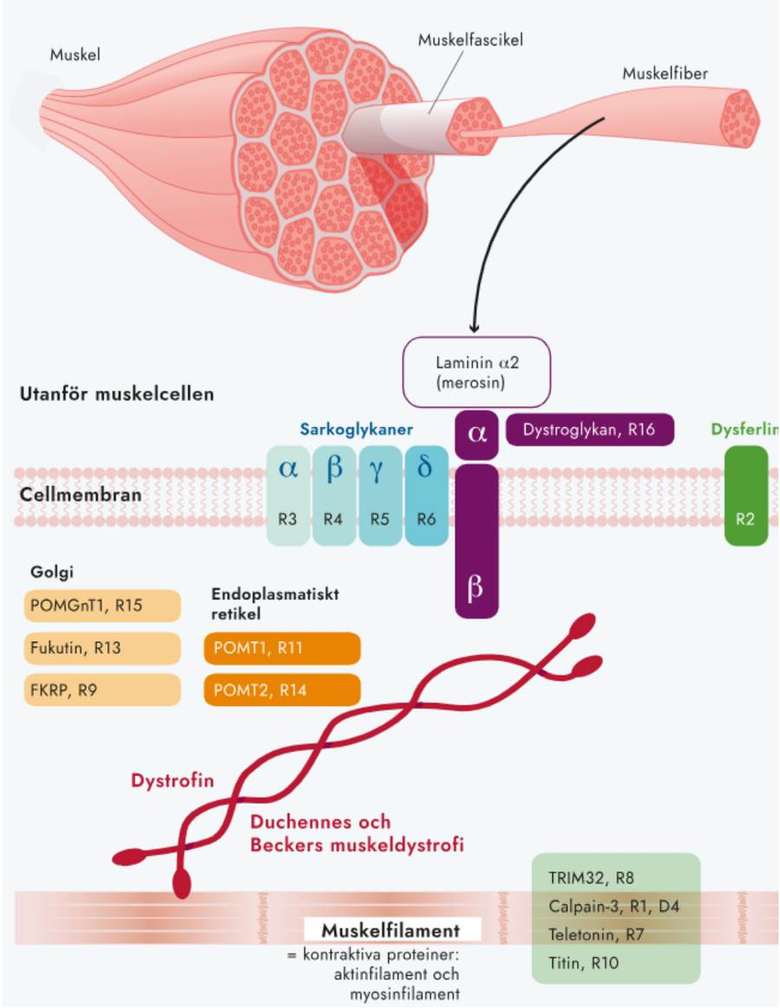 Muskel
Muskelfascikel
Muskelfiber
Laminin α2
(merosin)
Utanför muskelcellen
Sarkoglykaner
α
Dystroglykan, R16
Dysferlin
α
β
γ
δ
Cellmembran
R3
R4
R5
R6
R2
β
Golgi
POMGnT1, R15
Fukutin, R13
FKRP, R9
Endoplasmatiskt
retikel
POMT1, R11
POMT2, R14
Dystrofin
Duchennes och
Beckers muskeldystrofi
TRIM32, R8
Calpain-3, R1, D4
Teletonin, R7
Titin, R10
Muskelfilament
= kontraktiva proteiner:
aktinfilament och
myosinfilament